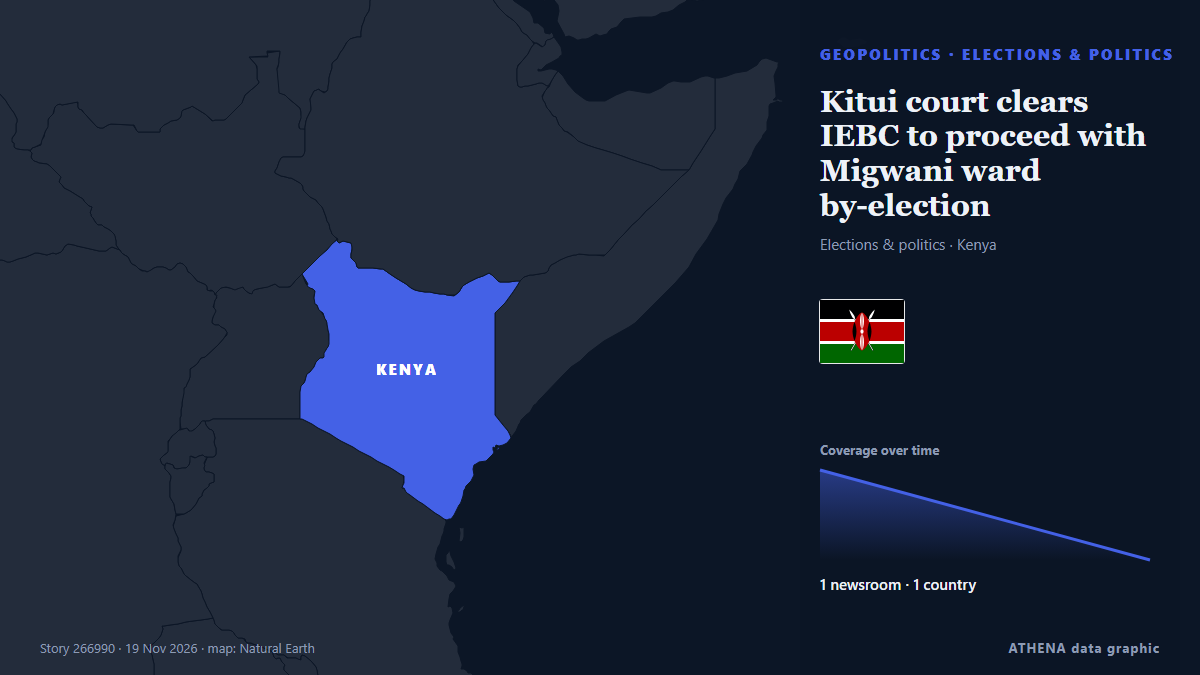 GEOPOLITICS · ELECTIONS & POLITICS
Kitui court clears
IEBC to proceed with
Migwani ward
by-election
Elections & politics · Kenya
KENYA
Coverage over time
1 newsroom · 1 country
Story 266990 · 19 Nov 2026 · map: Natural Earth
ATHENA data graphic